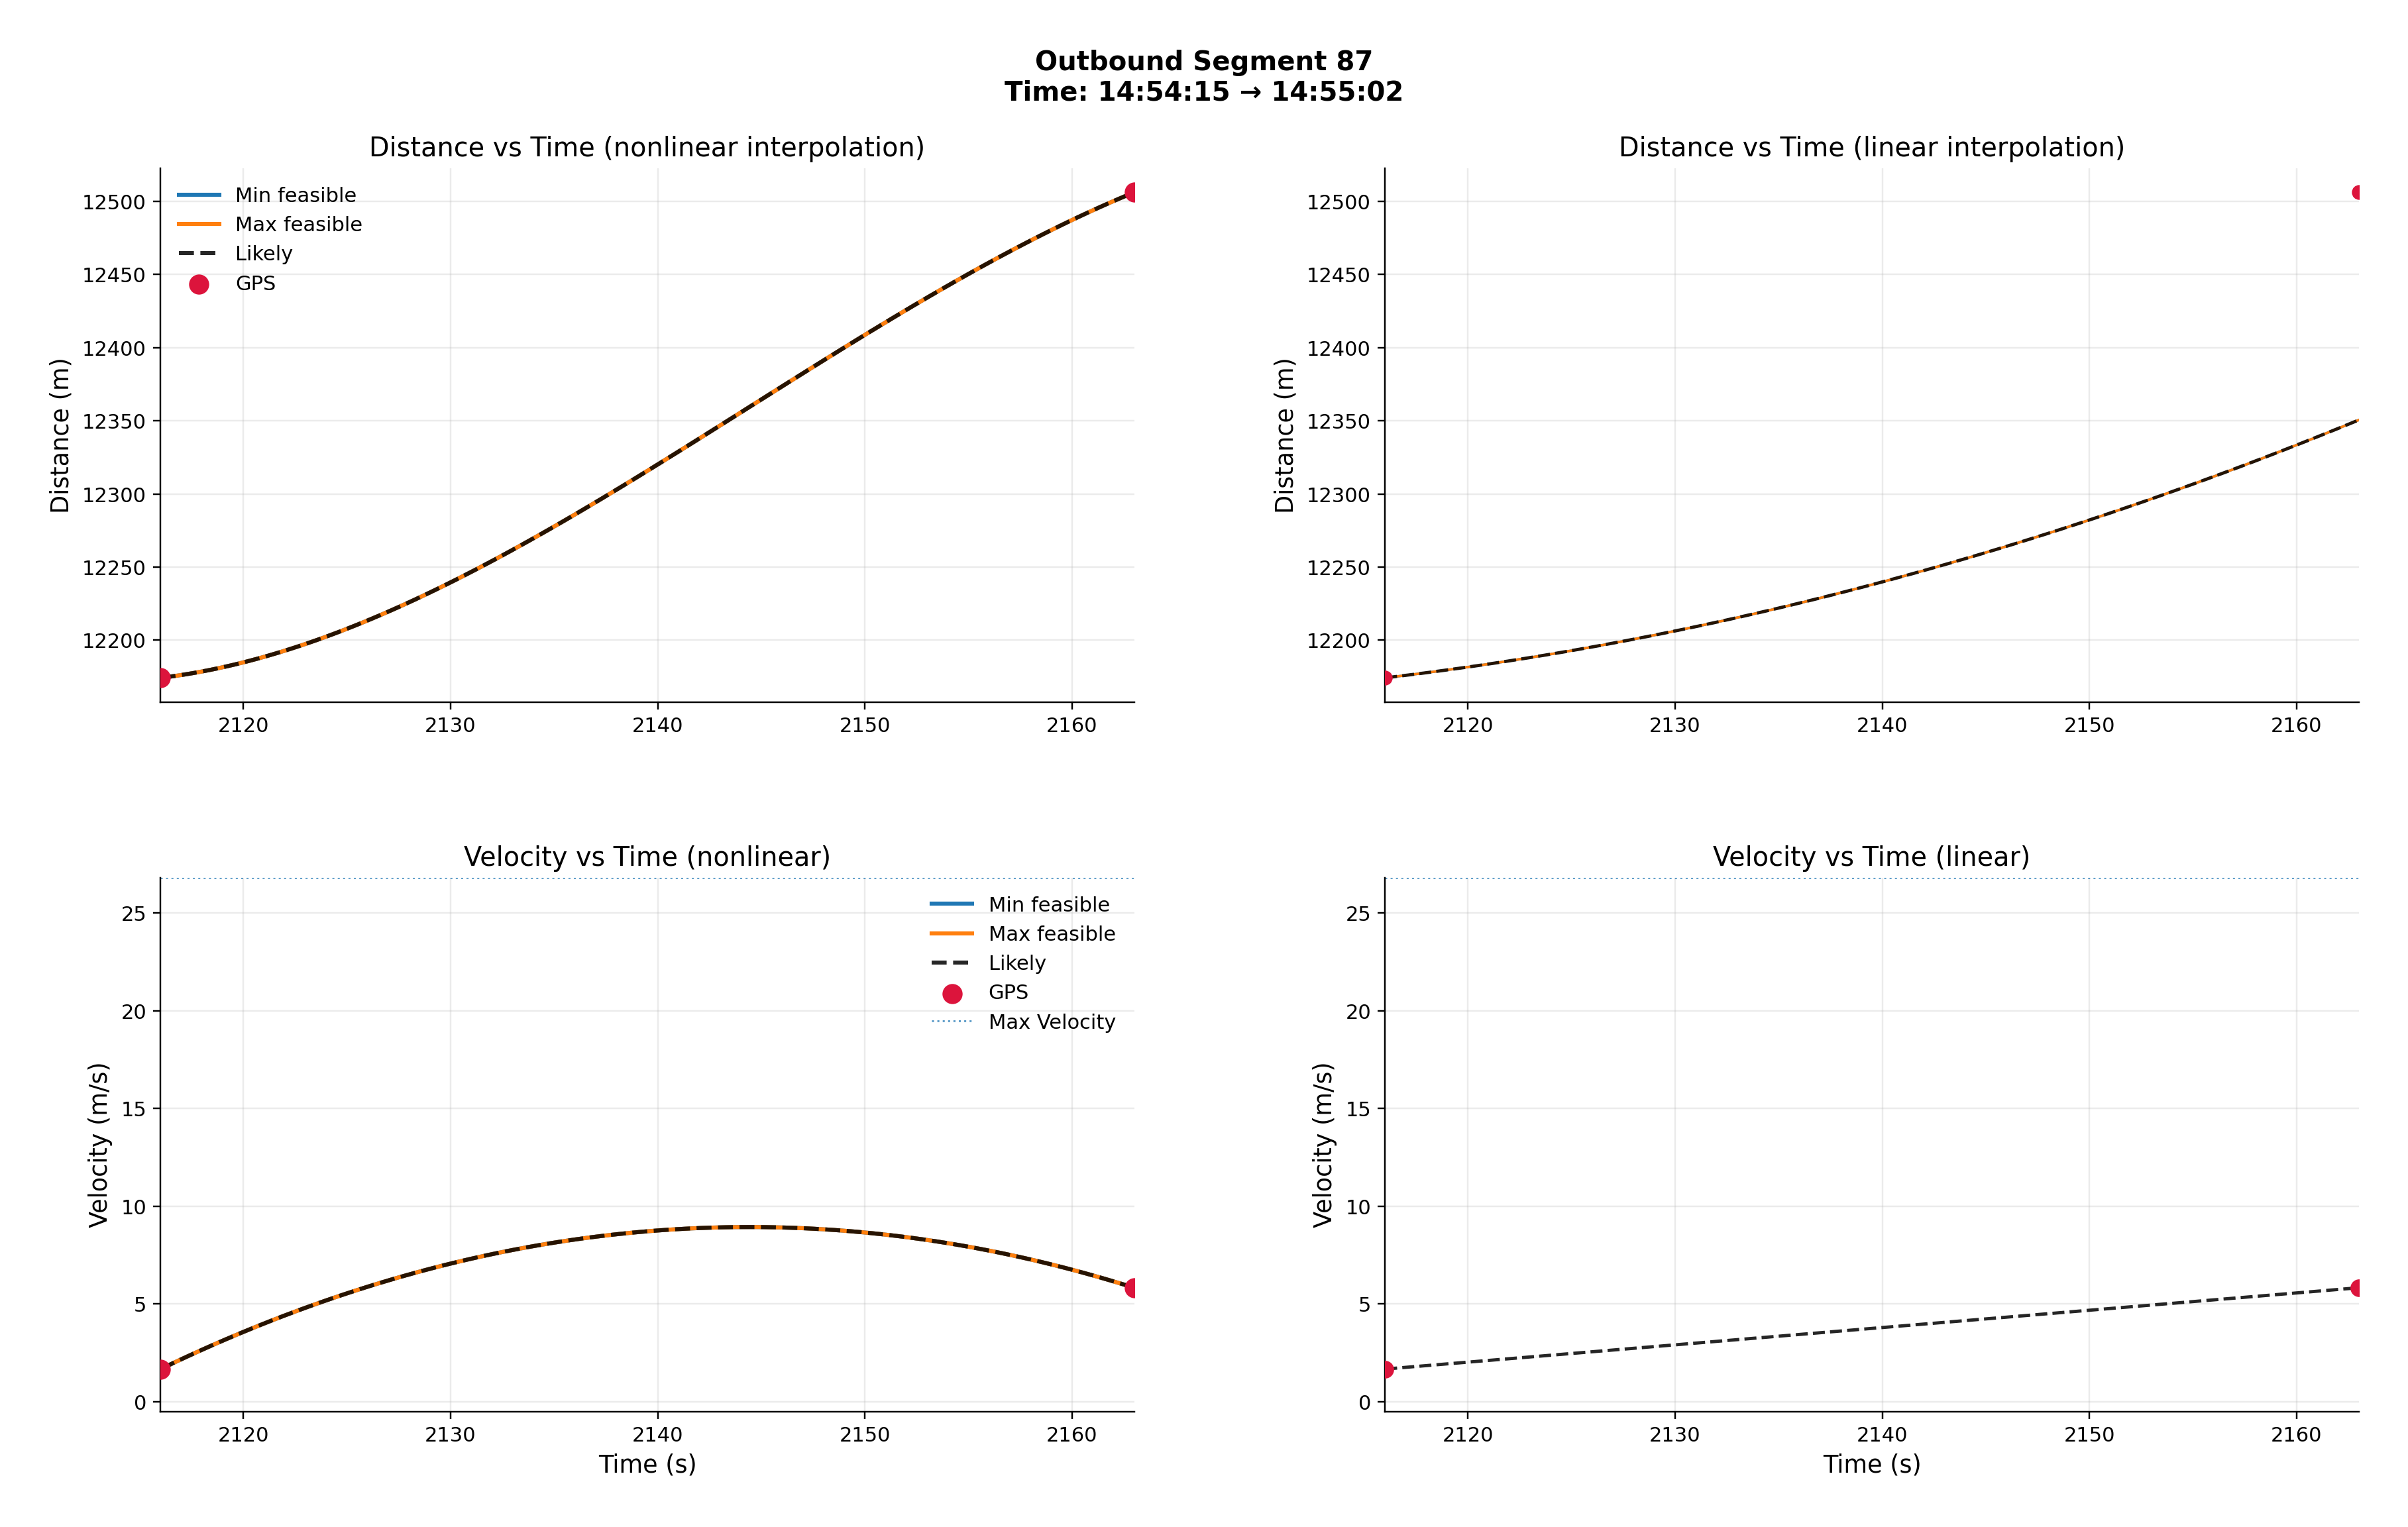 Outbound Segment 87
Time: 14:54:15 → 14:55:02
Distance vs Time (nonlinear interpolation)
Distance (m)
12500
12450
12400
12350
12300
12250
12200
Min feasible
Max feasible
Likely
GPS
2120
2130
2140
2150
2160
Distance vs Time (linear interpolation)
Distance (m)
12500
12450
12400
12350
12300
12250
12200
2120
2130
2140
2150
2160
Velocity vs Time (nonlinear)
Velocity (m/s)
25
20
15
10
5
0
Min feasible
Max feasible
Likely
GPS
Max Velocity
2120
2130
2140
2150
2160
Time (s)
Velocity vs Time (linear)
Velocity (m/s)
25
20
15
10
5
0
2120
2130
2140
2150
2160
Time (s)